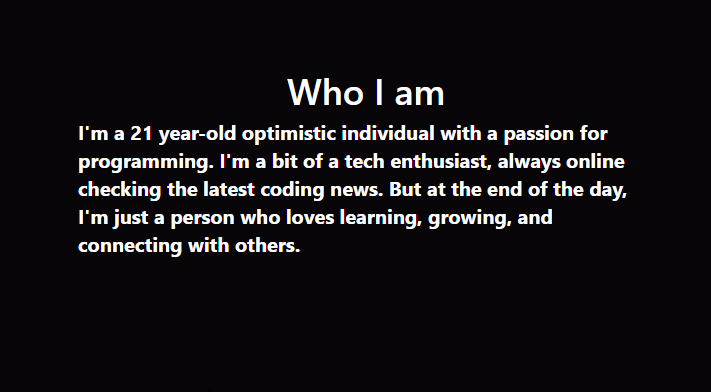 Who I am
I'm a 21 year-old optimistic individual with a passion for
programming. I'm a bit of a tech enthusiast, always online
checking the latest coding news. But at the end of the day,
I'm just a person who loves learning, growing, and
connecting with others.